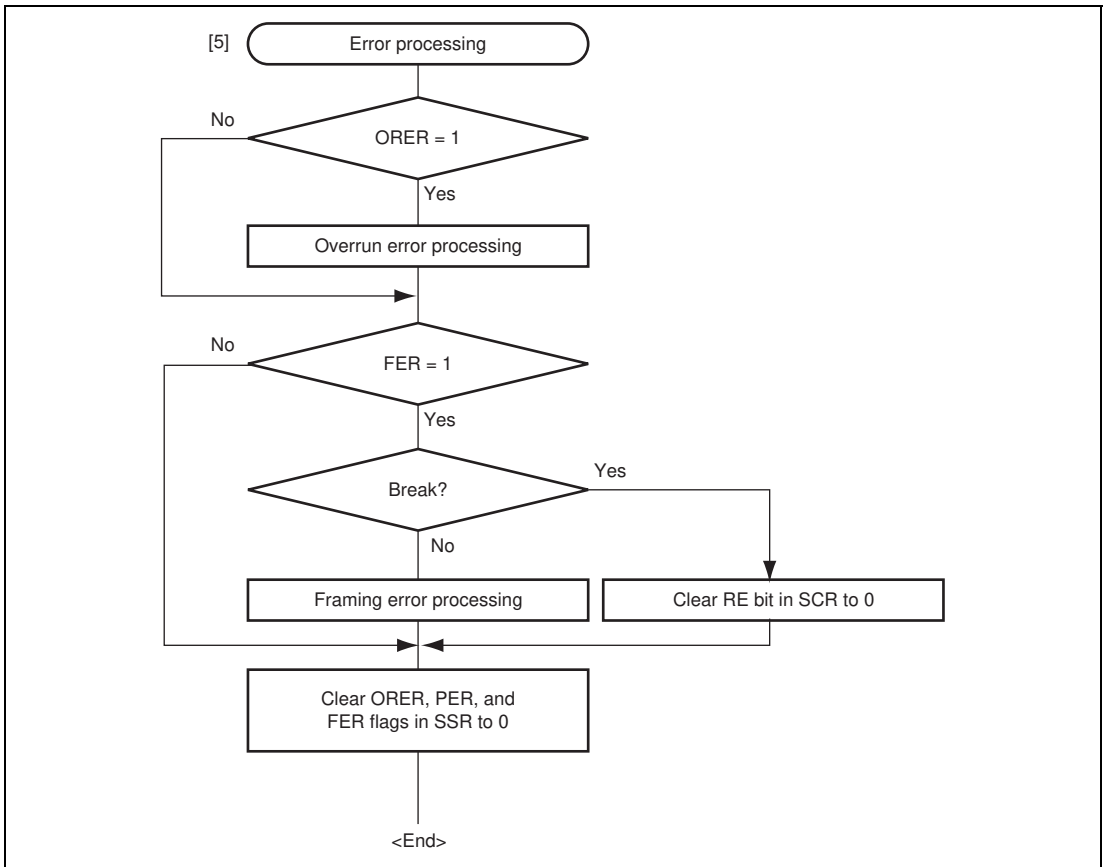 [5] Error processing
No
ORER = 1
Yes
Overrun error processing
No
FER = 1
Yes
Yes
Break?
No
Framing error processing
Clear RE bit in SCR to 0
Clear ORER, PER, and
FER flags in SSR to 0
<End>